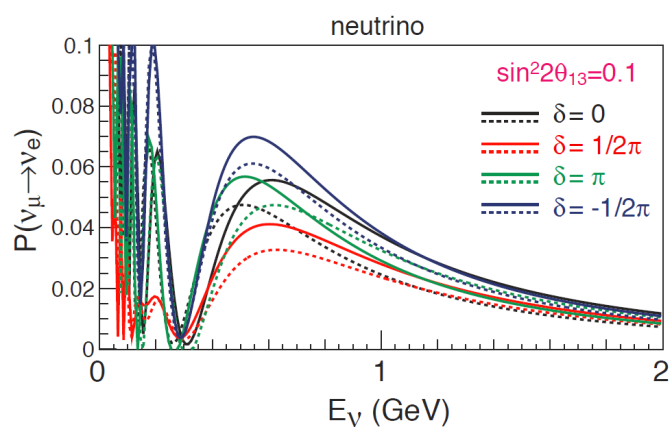 neutrino
0.1
0.08
0.06
0.04
0.02
0
P(νμ→νe)
sin²2θ13=0.1
δ = 0
δ = 1/2π
δ = π
δ = -1/2π
0 1 2
Eν (GeV)